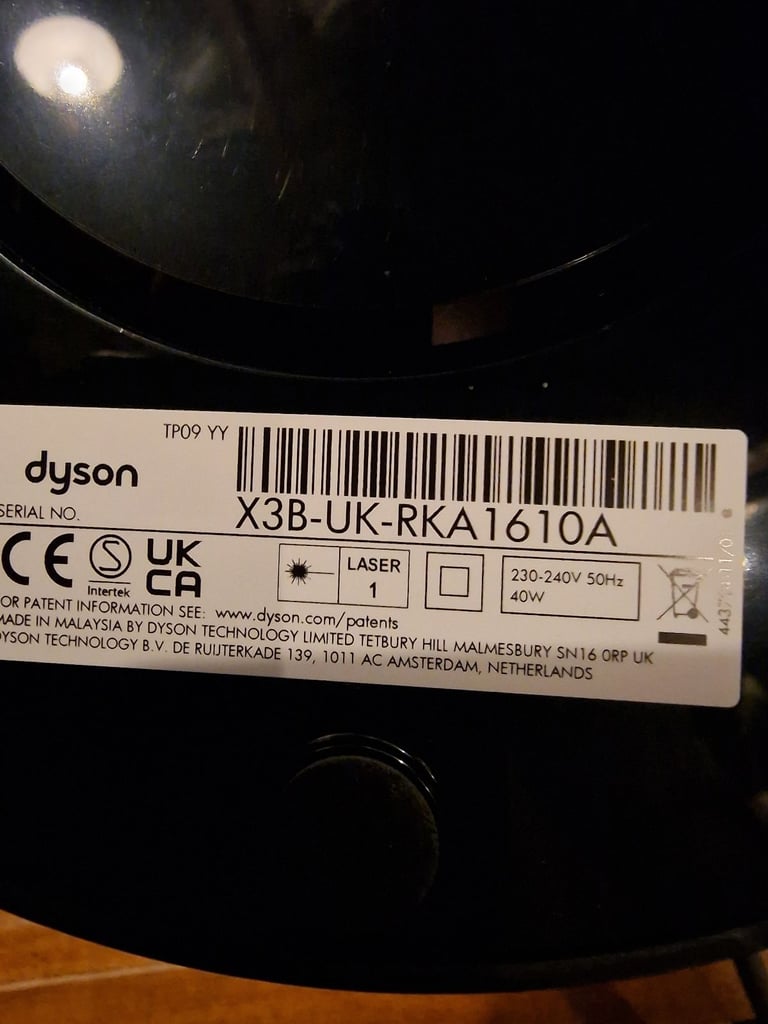 TP09 YY
dyson
SERIAL NO.
X3B-UK-RKA1610A
CE
S
Intertek
UK
CA
LASER
1
230-240V 50Hz
40W
OR PATENT INFORMATION SEE: www.dyson.com/patents
MADE IN MALAYSIA BY DYSON TECHNOLOGY LIMITED TETBURY HILL MALMESBURY SN16 0RP UK
DYSON TECHNOLOGY B.V. DE RUIJTERKADE 139, 1011 AC AMSTERDAM, NETHERLANDS